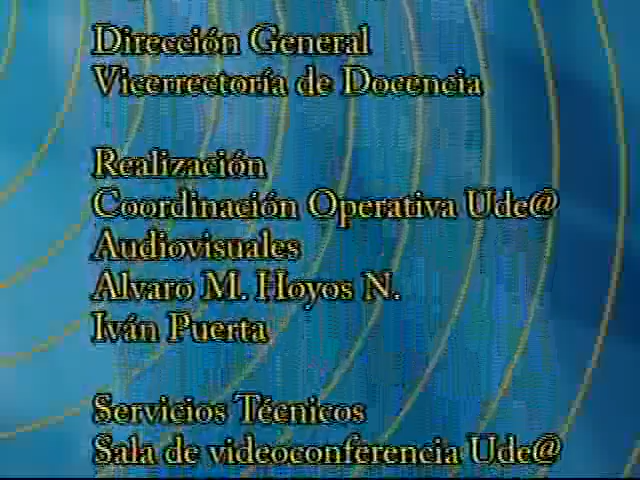 Dirección General
Vicerrectoría de Docencia
Realización
Coordinación Operativa Ude@
Audiovisuales
Alvaro M. Hoyos N.
Iván Puerta
Servicios Técnicos
Sala de videoconferencia Ude@